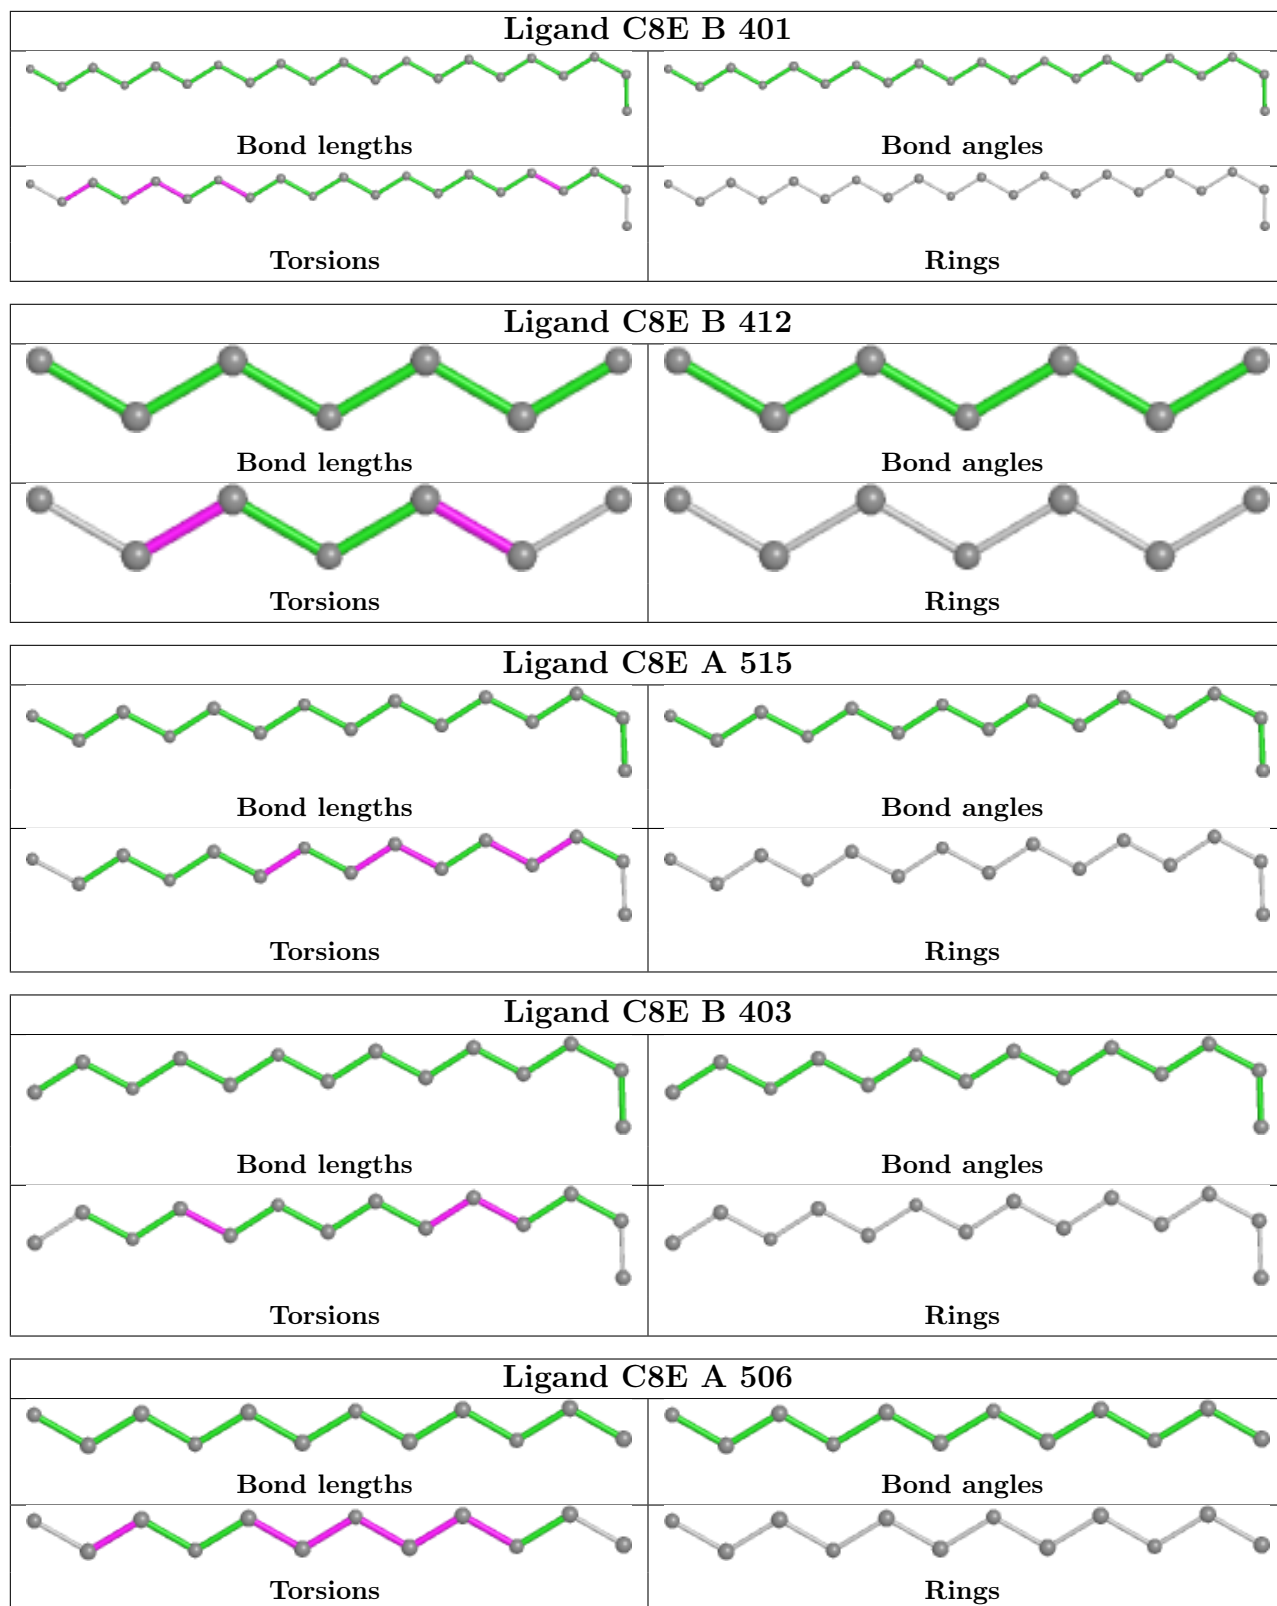 Ligand C8E B 401
Bond lengths
Bond angles
Torsions
Rings
Ligand C8E B 412
Bond lengths
Bond angles
Torsions
Rings
Ligand C8E A 515
Bond lengths
Bond angles
Torsions
Rings
Ligand C8E B 403
Bond lengths
Bond angles
Torsions
Rings
Ligand C8E A 506
Bond lengths
Bond angles
Torsions
Rings